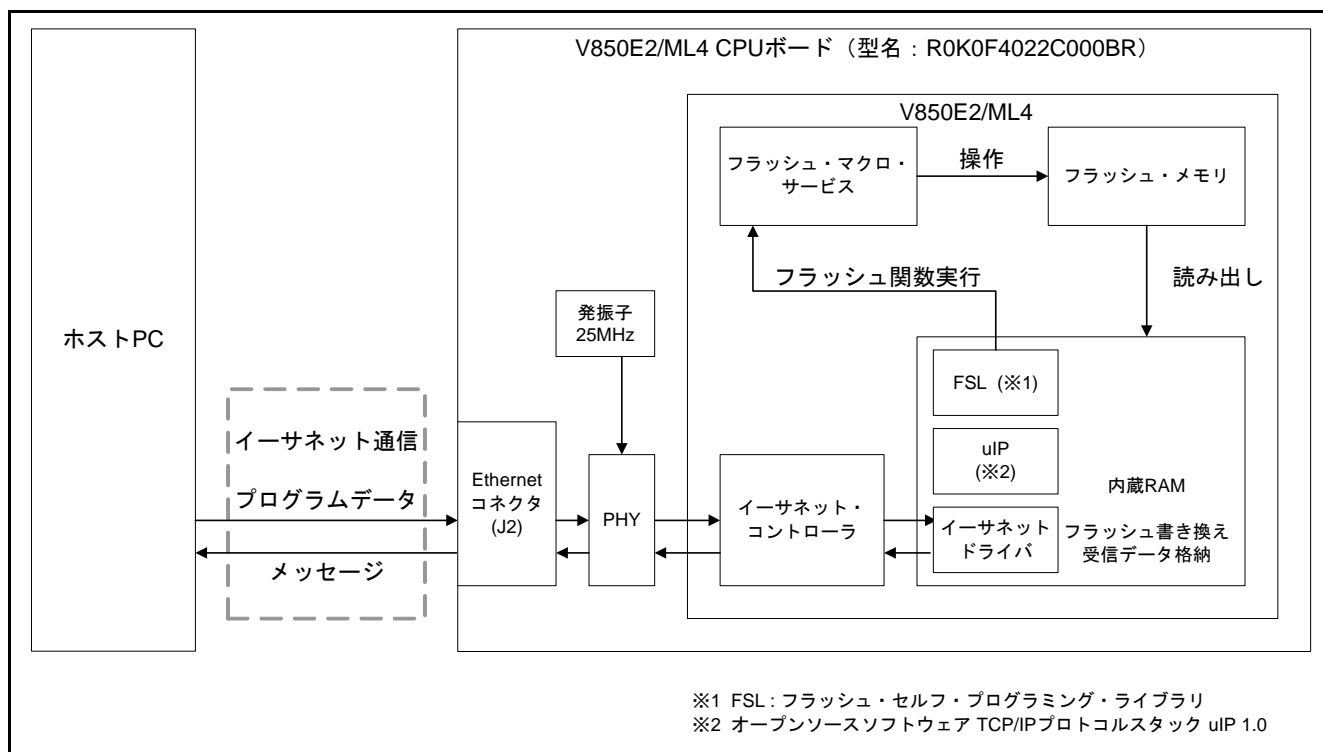 V850E2/ML4 CPUボード（型名：R0K0F4022C000BR）
V850E2/ML4
フラッシュ・マクロ・
サービス
操作
フラッシュ・メモリ
フラッシュ関数実行
読み出し
ホストPC
発振子
25MHz
FSL（※1）
イーサネット通信
uIP
（※2）
Ethernet
コネクタ
(J2)
PHY
イーサネット・
コントローラ
内蔵RAM
プログラムデータ
イーサネット
ドライバ
フラッシュ書き換え
受信データ格納
メッセージ
※1 FSL : フラッシュ・セルフ・プログラミング・ライブラリ
※2 オープンソースソフトウェア TCP/IPプロトコルスタック uIP 1.0